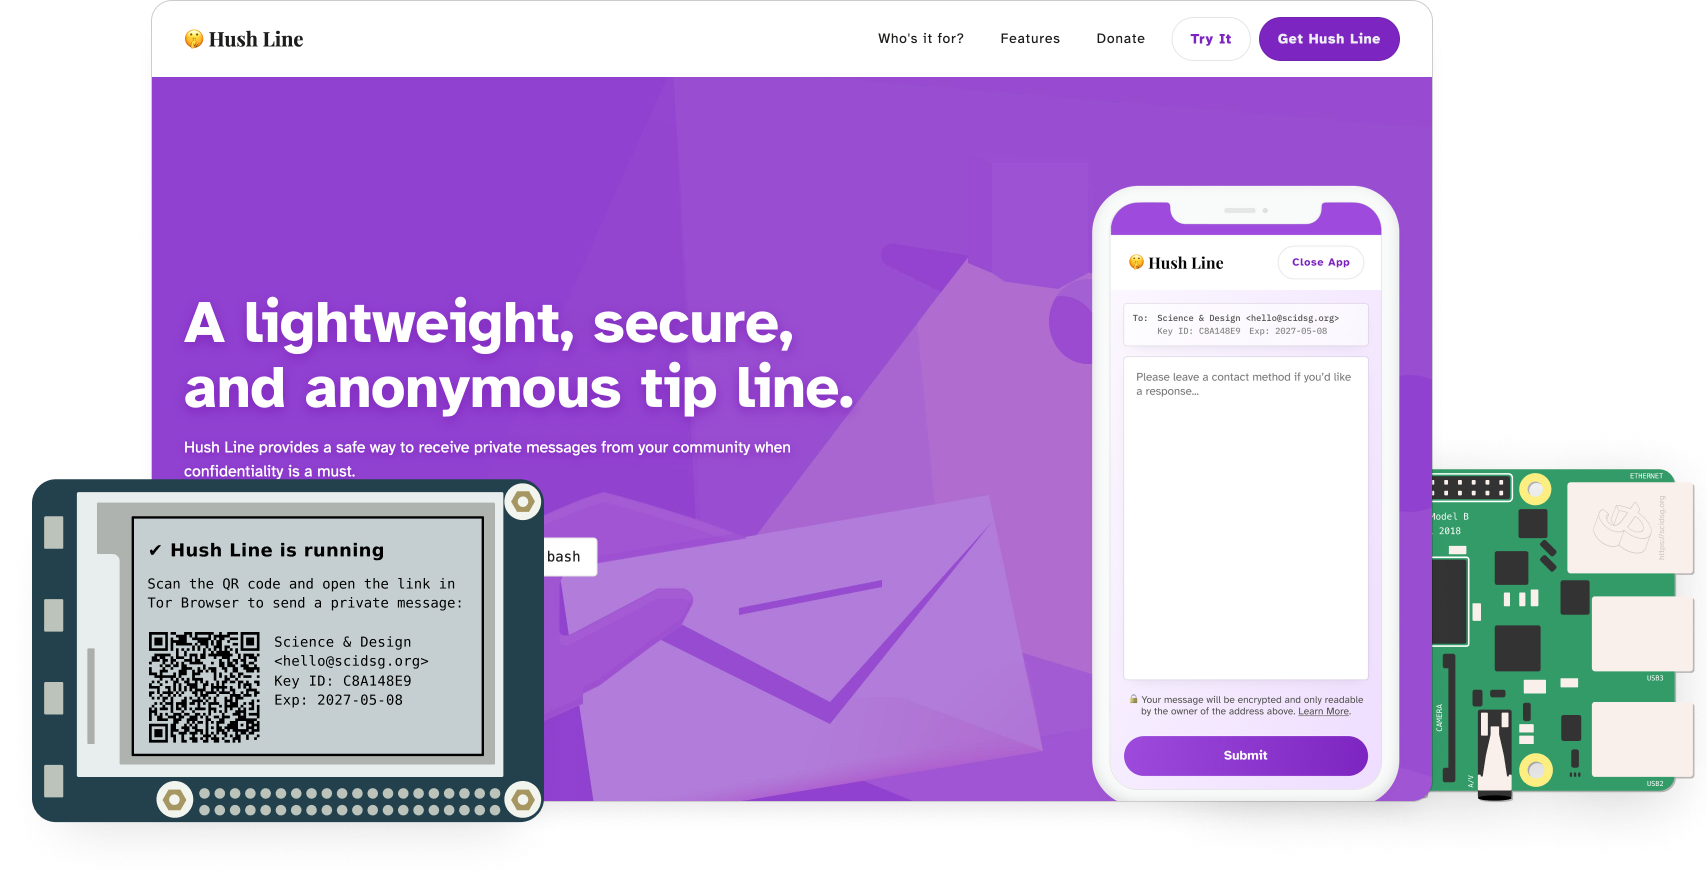 🤫 Hush Line
Who's it for?
Features
Donate
Try It
Get Hush Line
A lightweight, secure,
and anonymous tip line.
Hush Line provides a safe way to receive private messages from your community when
confidentiality is a must.
bash
✔ Hush Line is running
Scan the QR code and open the link in
Tor Browser to send a private message:
Science & Design
<hello@scidsg.org>
Key ID: C8A148E9
Exp: 2027-05-08
🤫 Hush Line
Close App
To: Science & Design <hello@scidsg.org>
Key ID: C8A148E9 Exp: 2027-05-08
Please leave a contact method if you'd like
a response...
🔒 Your message will be encrypted and only readable
by the owner of the address above. Learn More.
Submit
ETHERNET
Model B
2018
https://scidsg.org
USB3
CAMERA
A/V
USB2